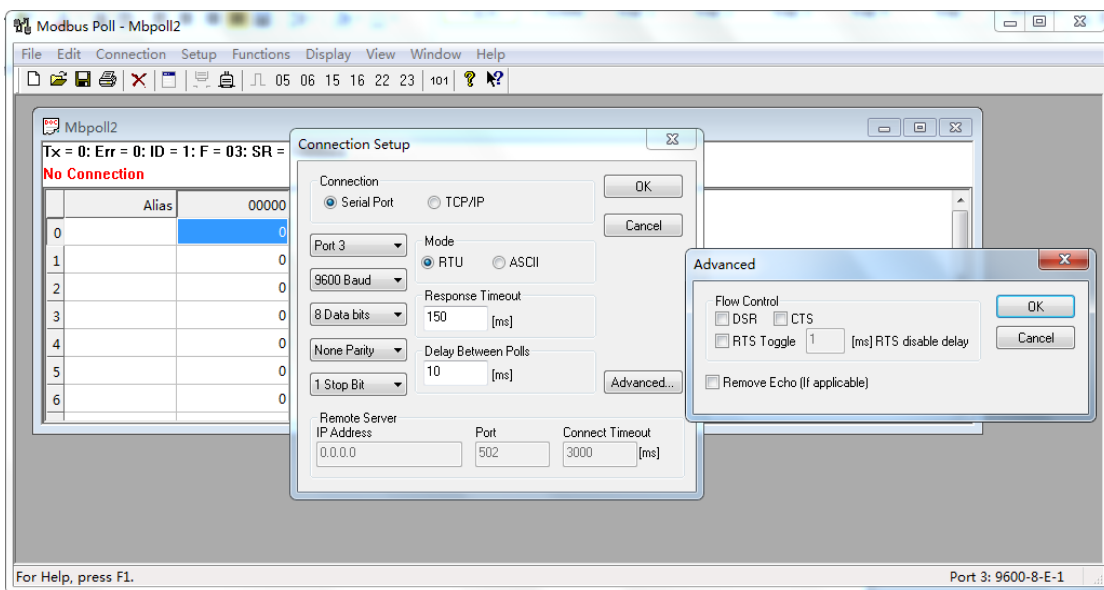 Modbus Poll - Mbpoll2
File Edit Connection Setup Functions Display View Window Help
05 06 15 16 22 23 101
Mbpoll2
Tx = 0: Err = 0: ID = 1: F = 03: SR =
No Connection
Alias 00000
0 0
1 0
2 0
3 0
4 0
5 0
6 0
Connection Setup
Connection
Serial Port TCP/IP
OK
Cancel
Port 3
9600 Baud
8 Data bits
None Parity
1 Stop Bit
Mode
RTU ASCII
Response Timeout
150 [ms]
Delay Between Polls
10 [ms]
Advanced...
Remote Server
IP Address Port Connect Timeout
0.0.0.0 502 3000 [ms]
Advanced
Flow Control
DSR CTS
RTS Toggle 1 [ms] RTS disable delay
OK
Cancel
Remove Echo (If applicable)
For Help, press F1.
Port 3: 9600-8-E-1